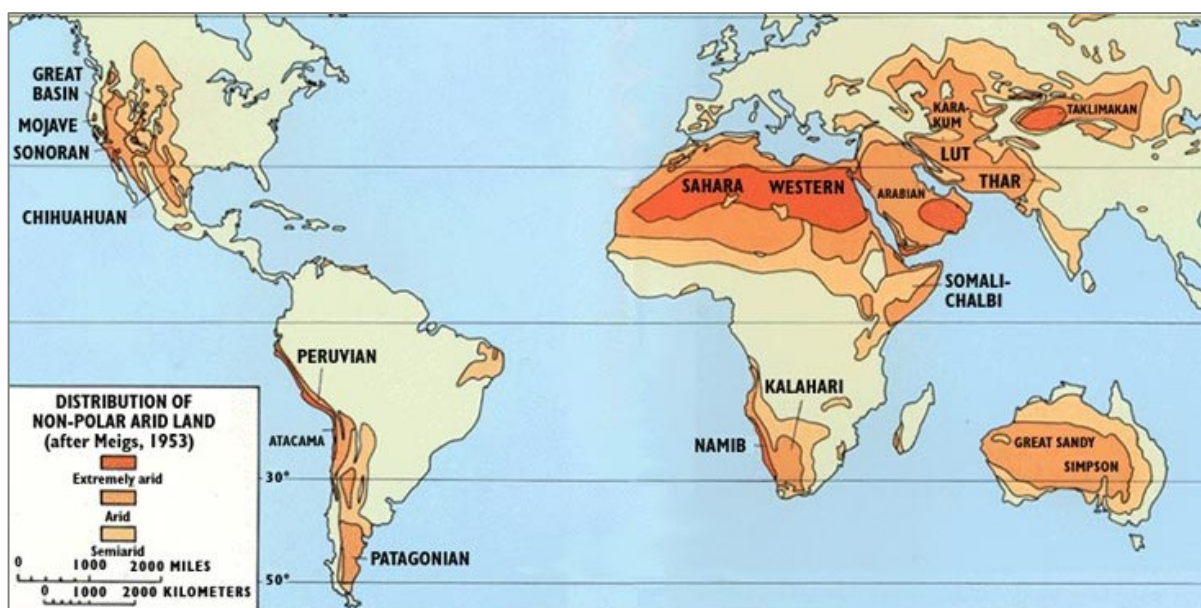 GREAT
BASIN
MOJAVE
SONORAN
CHIHUAHUAN
KARA-
KUM
TAKLIMAKAN
LUT
THAR
SAHARA
WESTERN
ARABIAN
SOMALI-
CHALBI
PERUVIAN
ATACAMA
PATAGONIAN
KALAHARI
NAMIB
GREAT SANDY
SIMPSON
30°
50°
DISTRIBUTION OF
NON-POLAR ARID LAND
(after Meigs, 1953)
Extremely arid
Arid
Semiarid
0 1000 2000 MILES
0 1000 2000 KILOMETERS